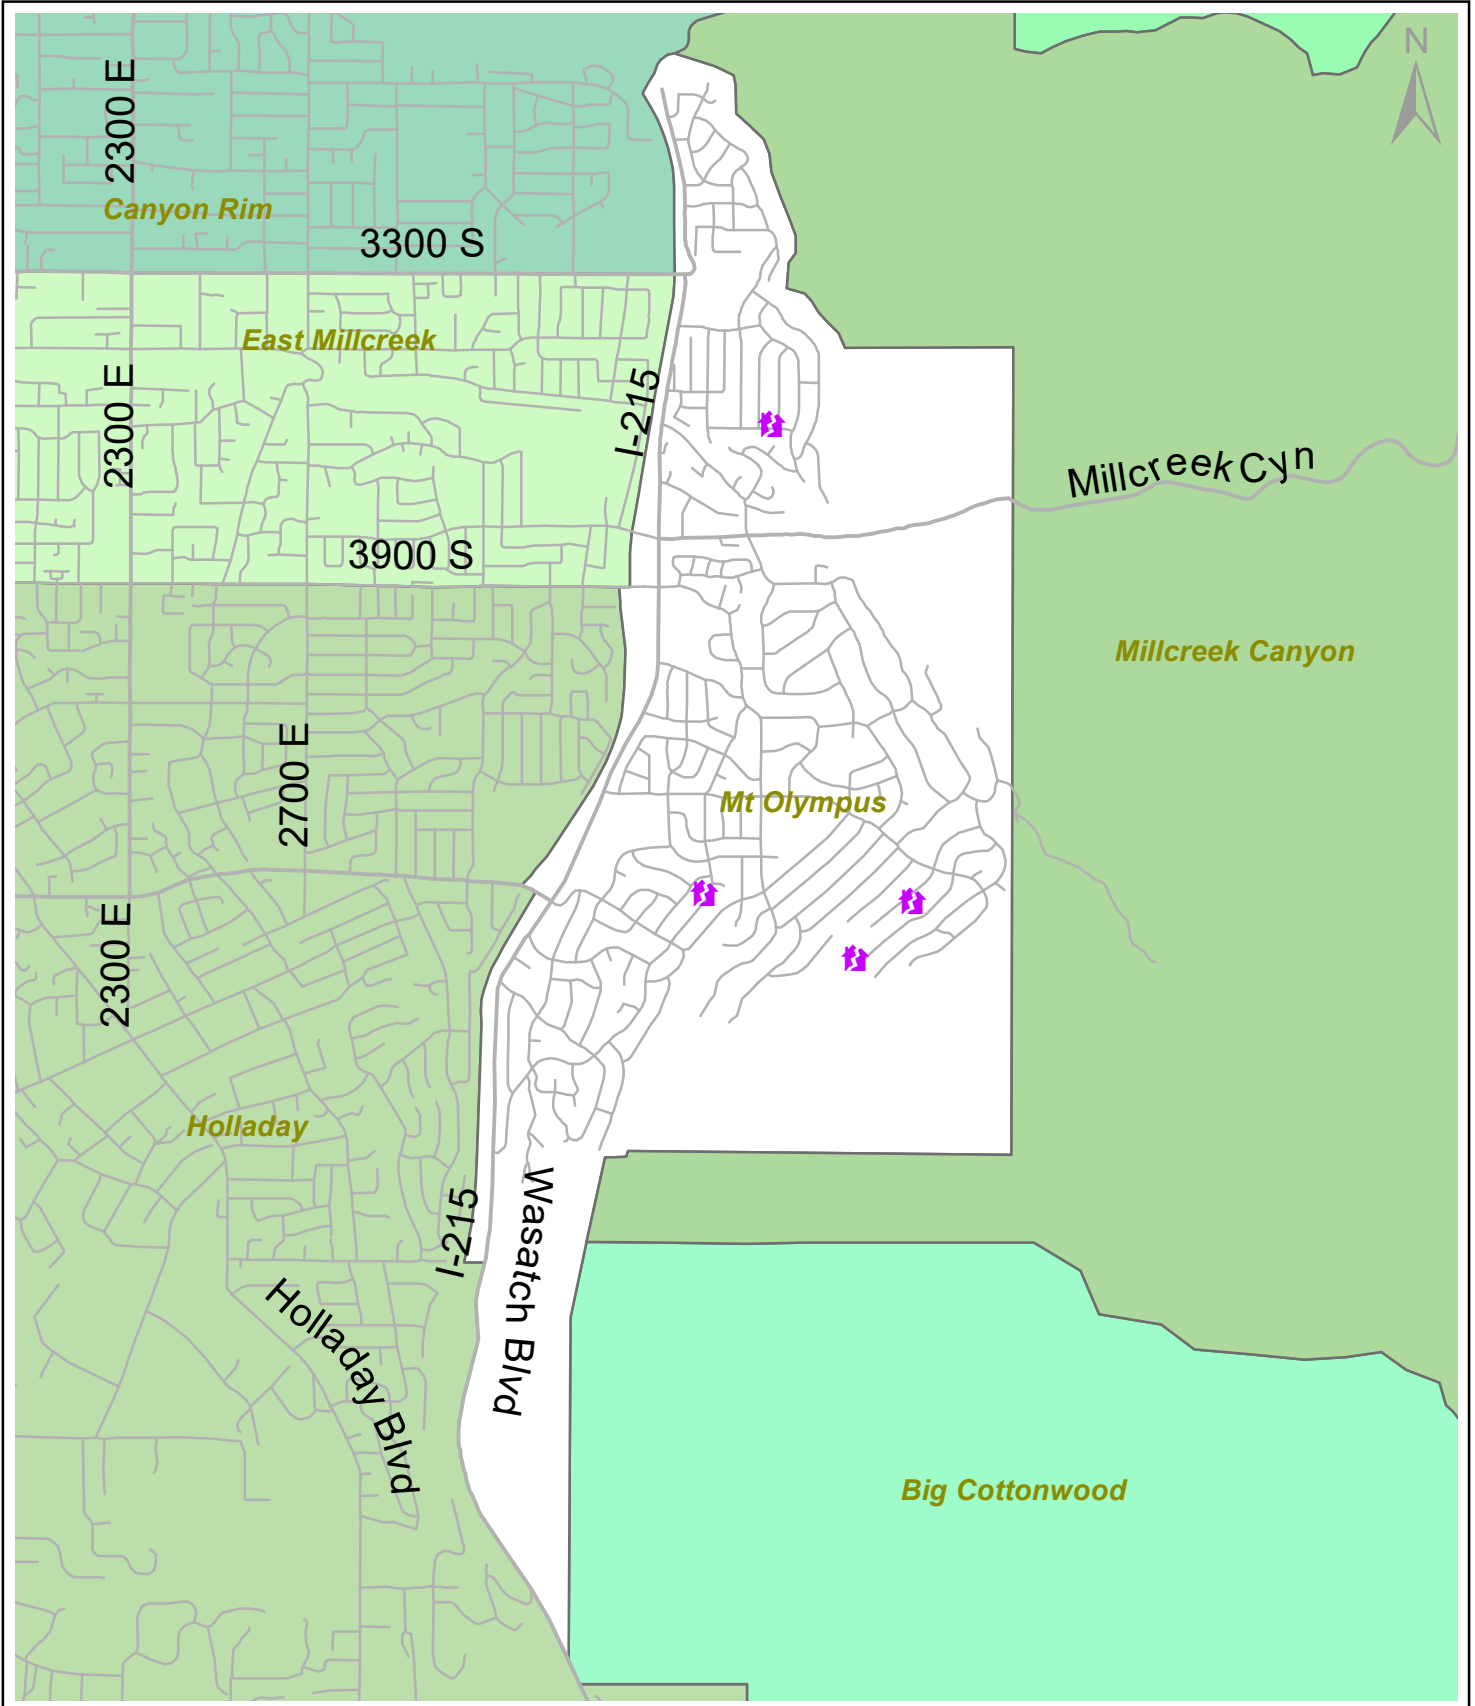 N
2300 E
Canyon Rim
3300 S
East Millcreek
2300 E
I-215
Millcreek Cyn
3900 S
Millcreek Canyon
2700 E
Mt Olympus
2300 E
Holladay
I-215
Wasatch Blvd
Holladay Blvd
Big Cottonwood